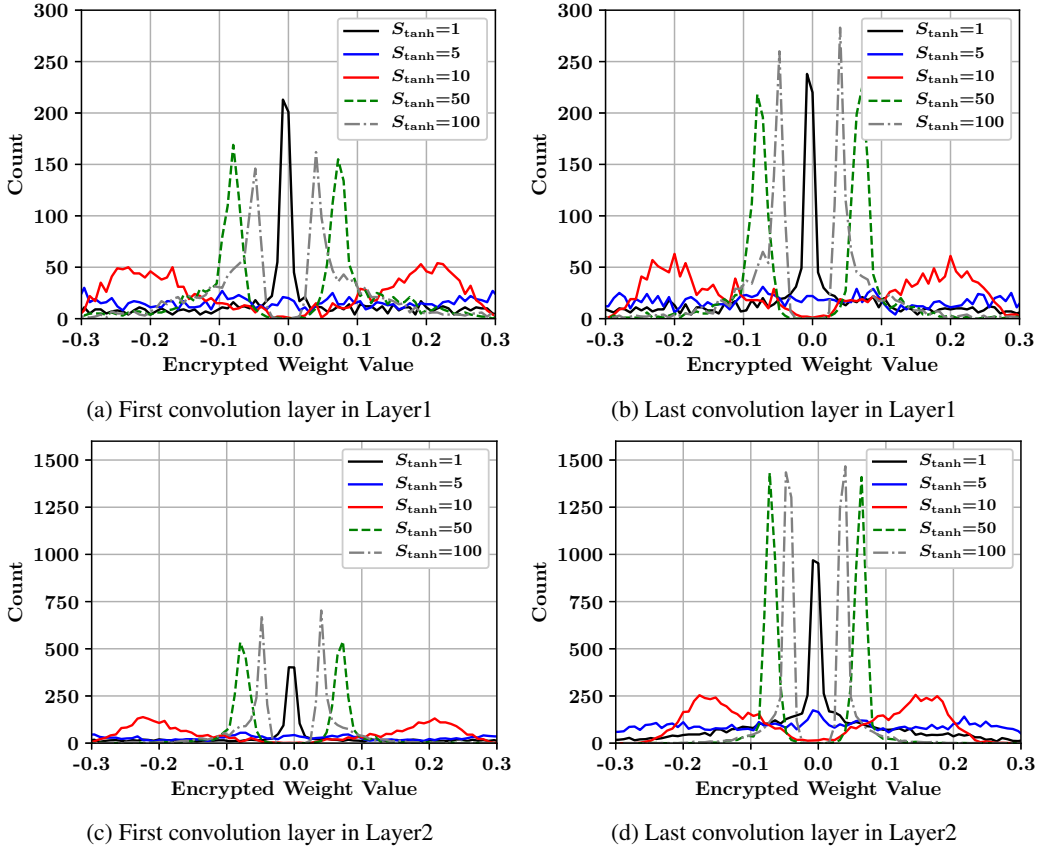 300
250
200
150
100
50
0
Count
-0.3 -0.2 -0.1 0.0 0.1 0.2 0.3
Encrypted Weight Value
S_tanh=1
S_tanh=5
S_tanh=10
S_tanh=50
S_tanh=100
(a) First convolution layer in Layer1
300
250
200
150
100
50
0
Count
-0.3 -0.2 -0.1 0.0 0.1 0.2 0.3
Encrypted Weight Value
S_tanh=1
S_tanh=5
S_tanh=10
S_tanh=50
S_tanh=100
(b) Last convolution layer in Layer1
1500
1250
1000
750
500
250
0
Count
-0.3 -0.2 -0.1 0.0 0.1 0.2 0.3
Encrypted Weight Value
S_tanh=1
S_tanh=5
S_tanh=10
S_tanh=50
S_tanh=100
(c) First convolution layer in Layer2
1500
1250
1000
750
500
250
0
Count
-0.3 -0.2 -0.1 0.0 0.1 0.2 0.3
Encrypted Weight Value
S_tanh=1
S_tanh=5
S_tanh=10
S_tanh=50
S_tanh=100
(d) Last convolution layer in Layer2